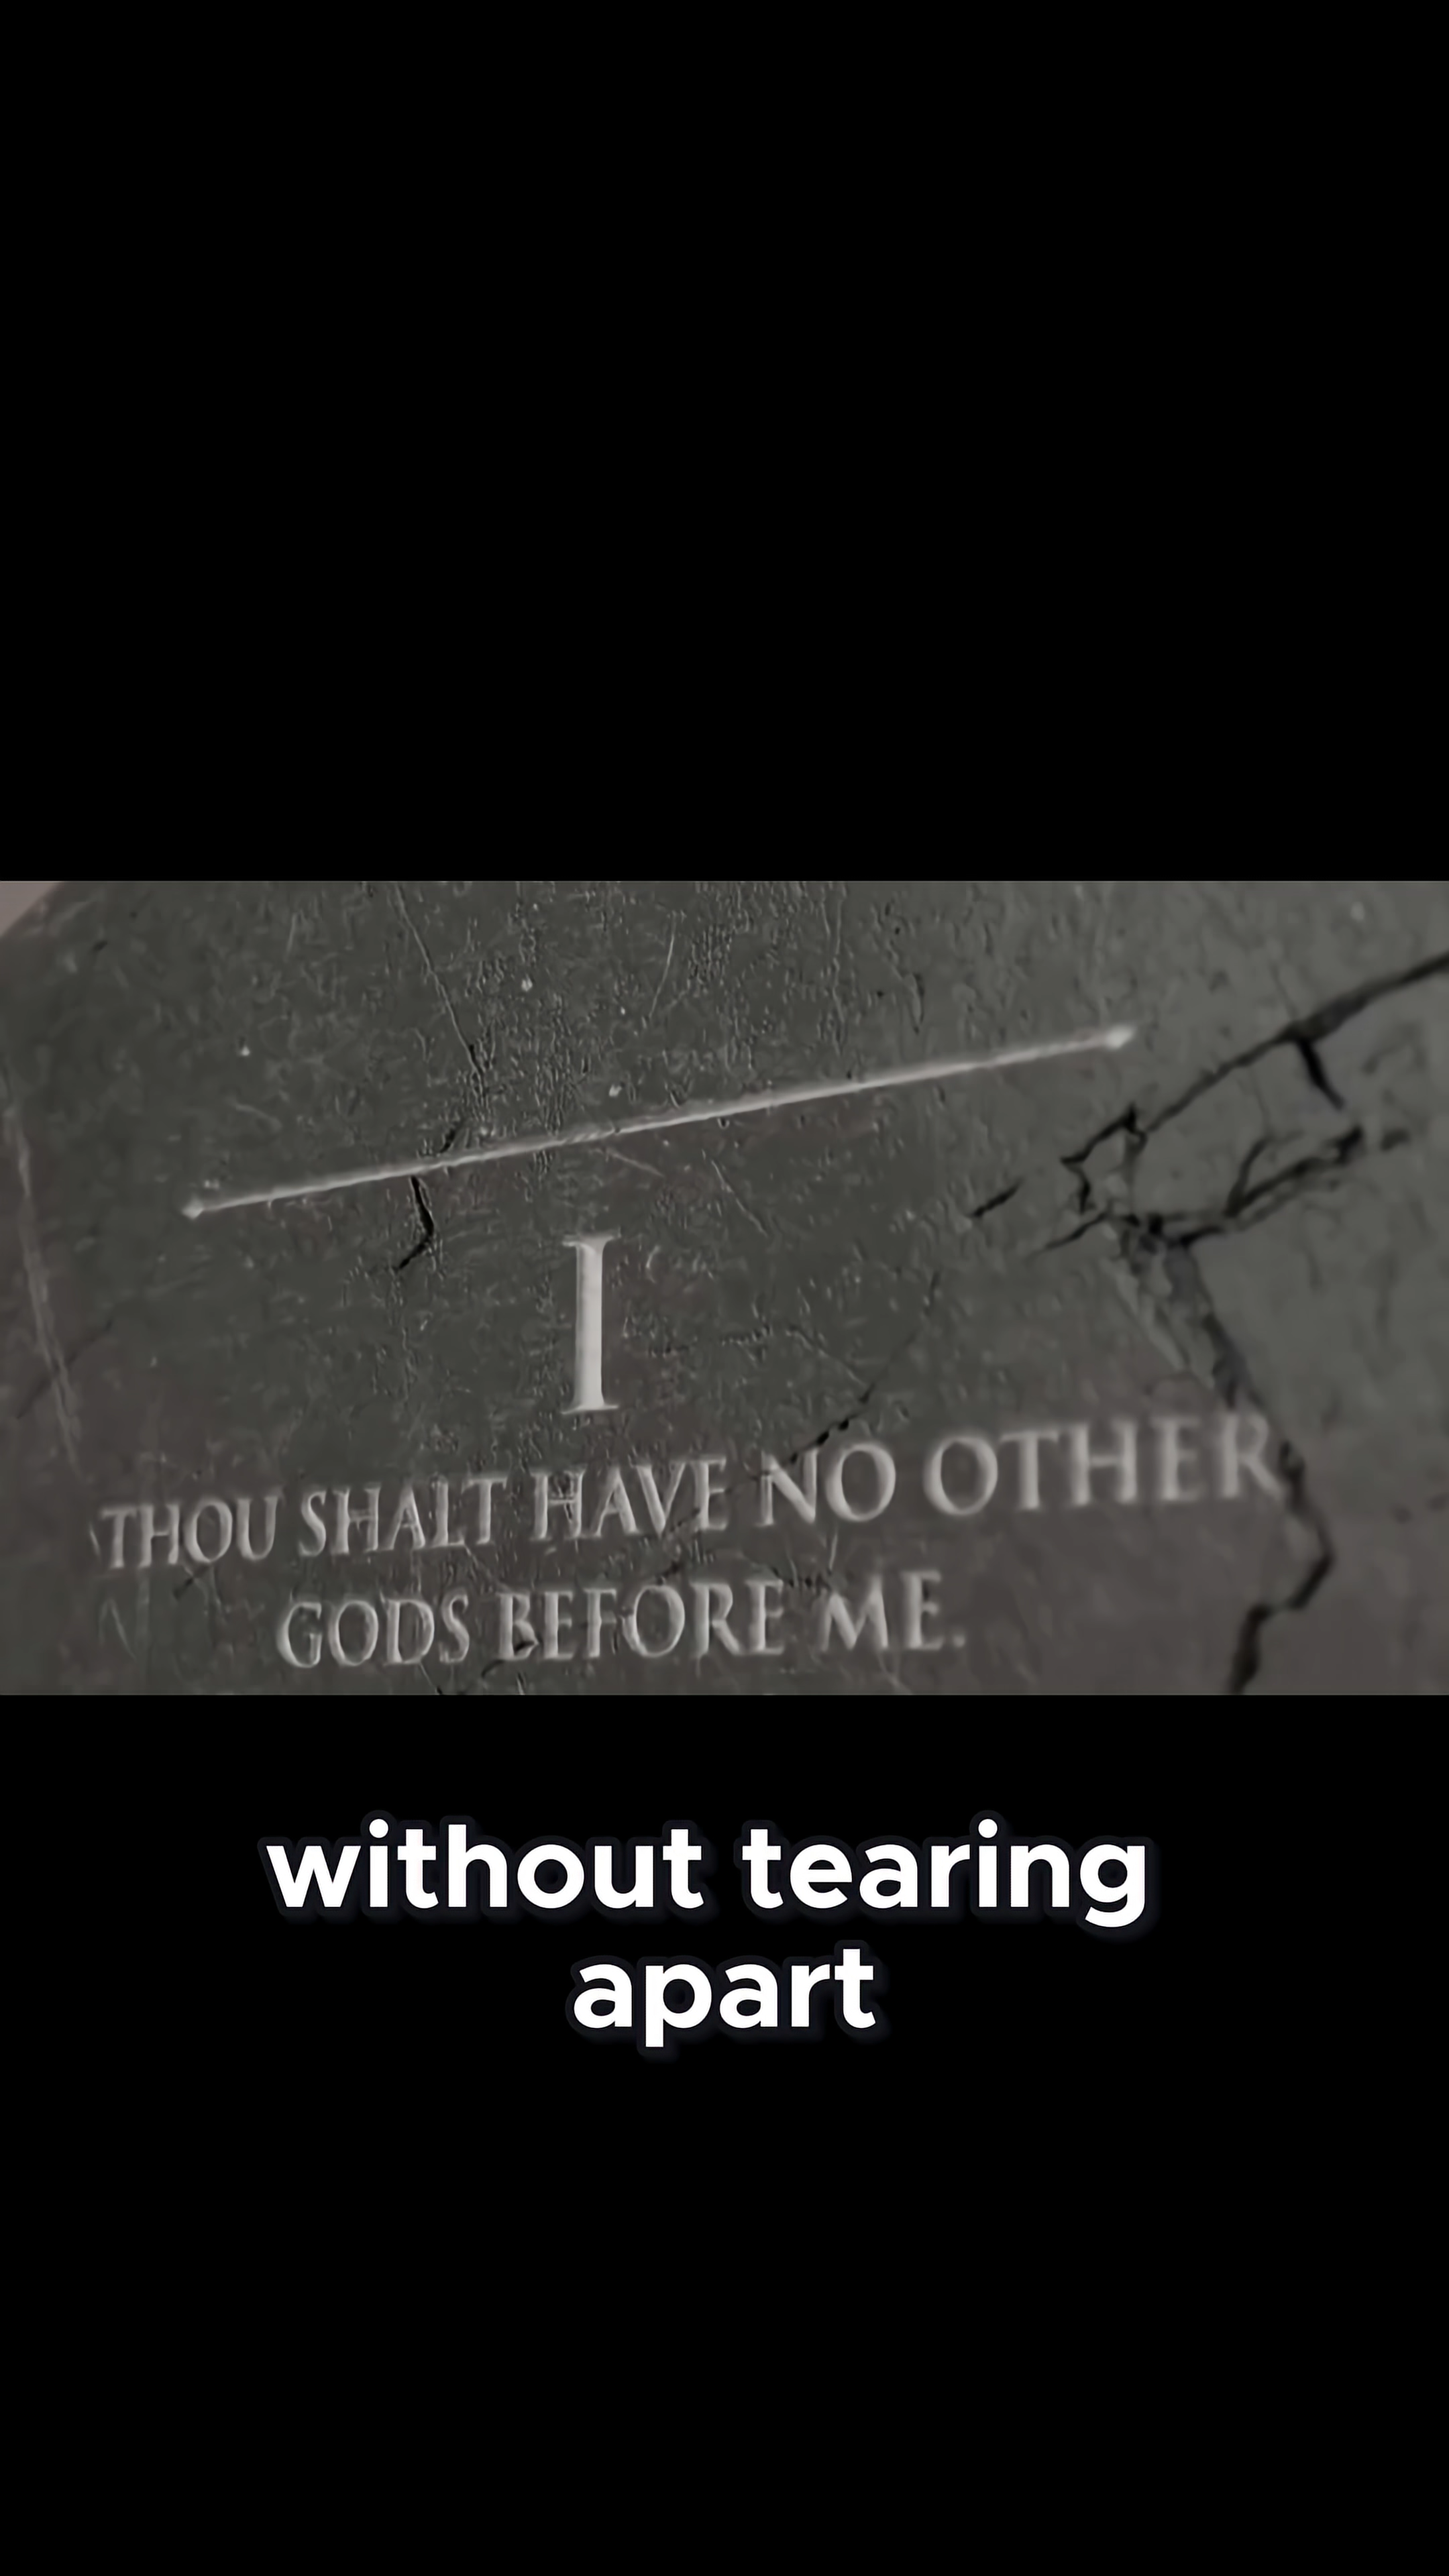 I
THOU SHALT HAVE NO OTHER
GODS BEFORE ME.
without tearing
apart